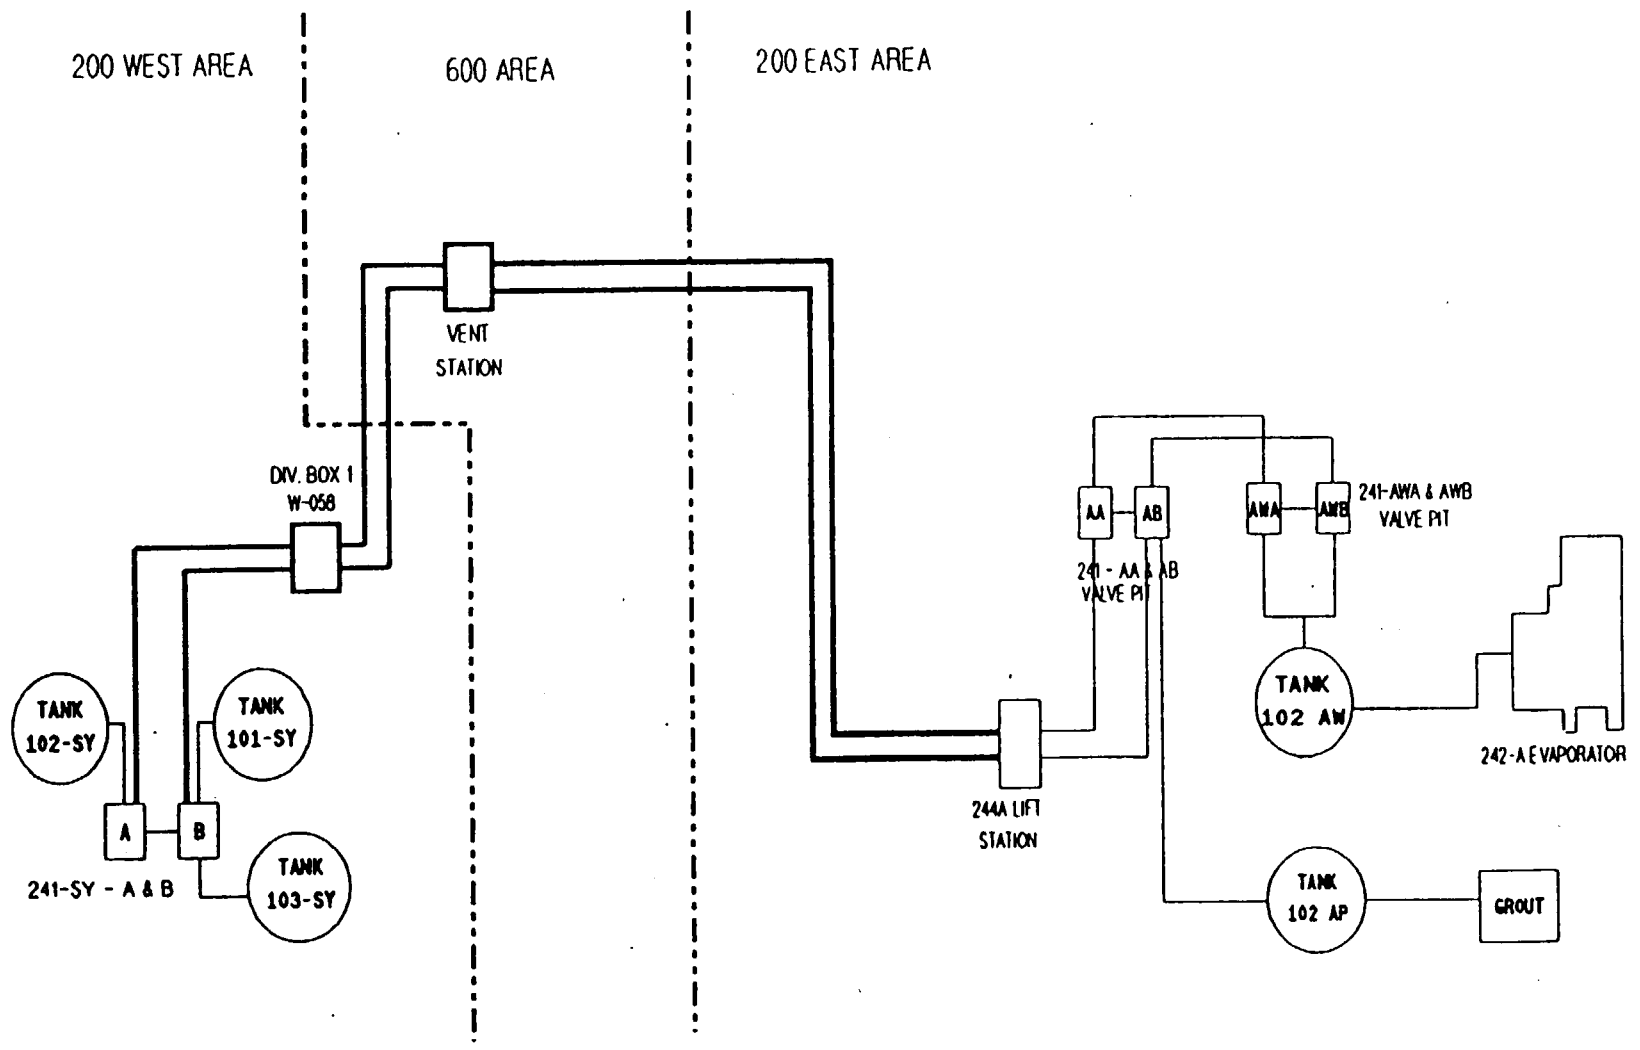 200 WEST AREA
600 AREA
200 EAST AREA
VENT
STATION
DIV. BOX 1
W-058
TANK
102-SY
TANK
101-SY
A
B
241-SY - A & B
TANK
103-SY
AA
AB
241 - AA & AB
VALVE PIT
AWA
AWB
241-AWA & AWB
VALVE PIT
TANK
102 AW
242-A EVAPORATOR
244A LIFT
STATION
TANK
102 AP
GROUT